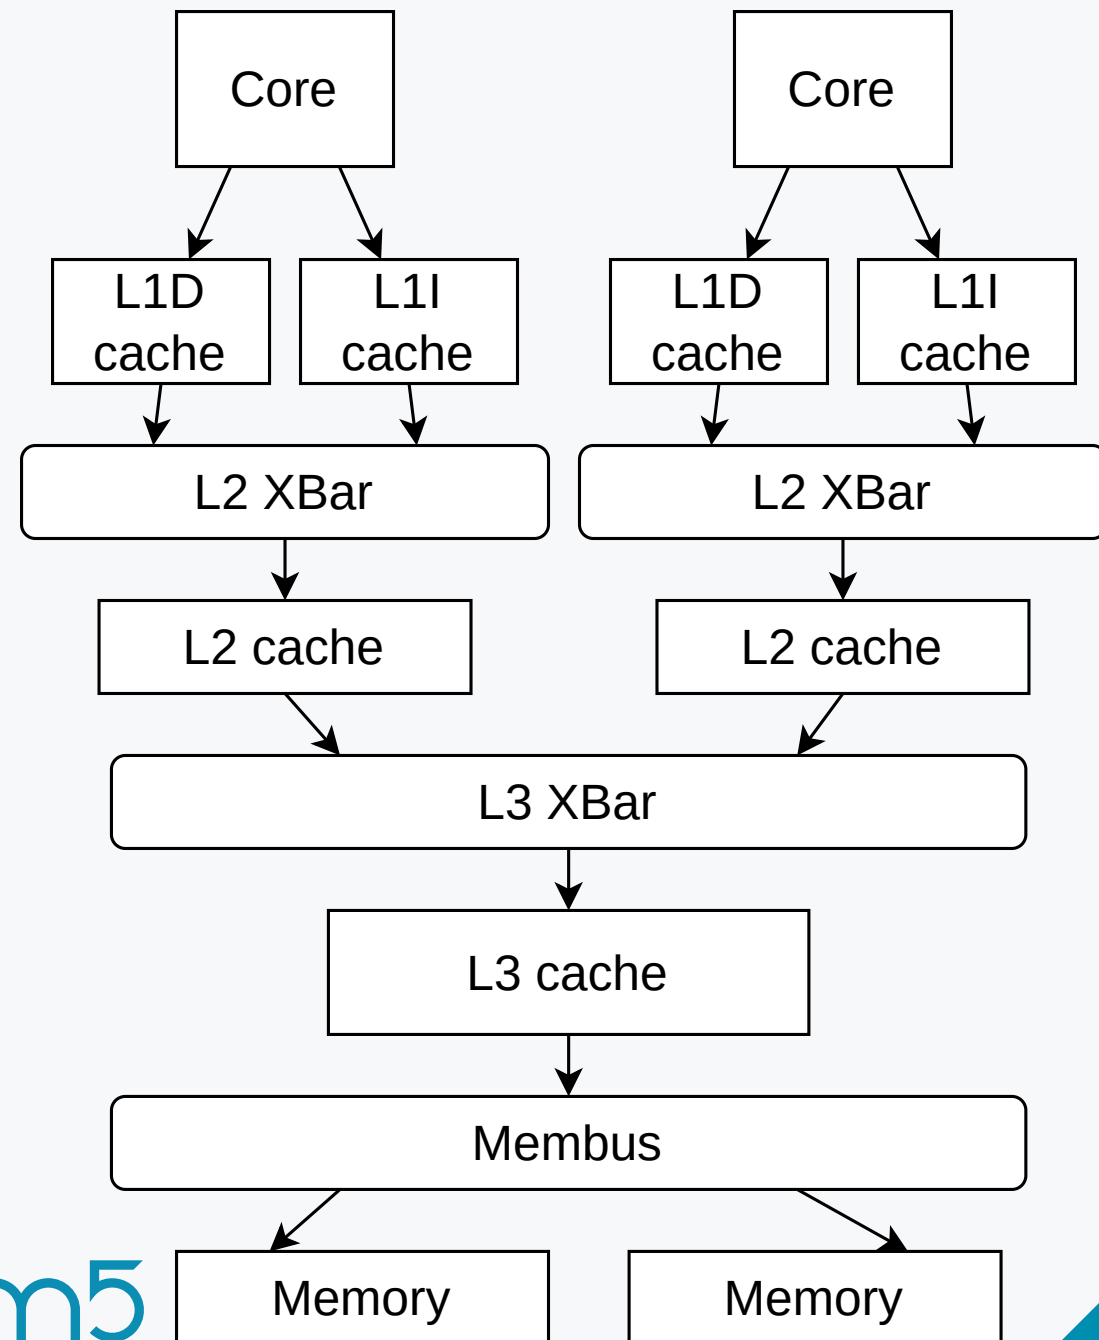 Core
Core
L1D
cache
L1I
cache
L1D
cache
L1I
cache
L2 XBar
L2 XBar
L2 cache
L2 cache
L3 XBar
L3 cache
Membus
Memory
Memory
m5